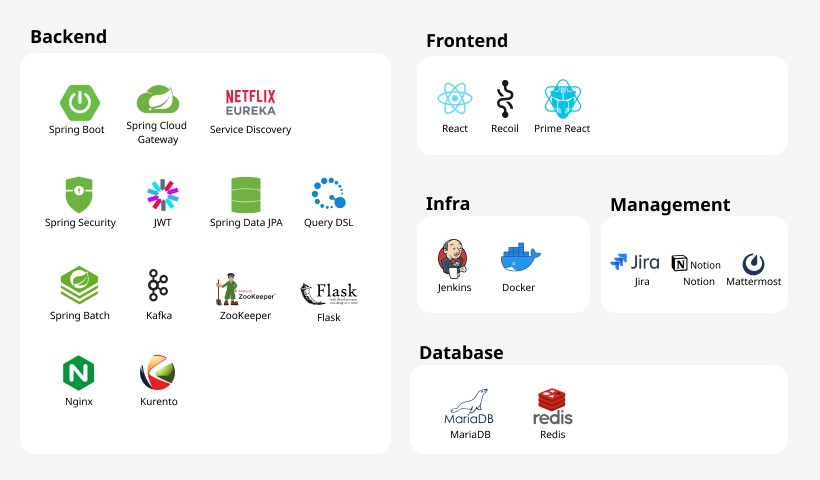 Backend
NETFLIX
EUREKA
Spring Boot
Spring Cloud
Gateway
Service Discovery
Spring Security
JWT
Spring Data JPA
Query DSL
APACHE
ZooKeeper
Flask
Spring Batch
Kafka
ZooKeeper
Flask
Nginx
Kurento
Frontend
React
Recoil
Prime React
Infra
Jenkins
Docker
Management
Jira
Notion
Jira
Notion
Mattermost
Database
MariaDB
redis
MariaDB
Redis